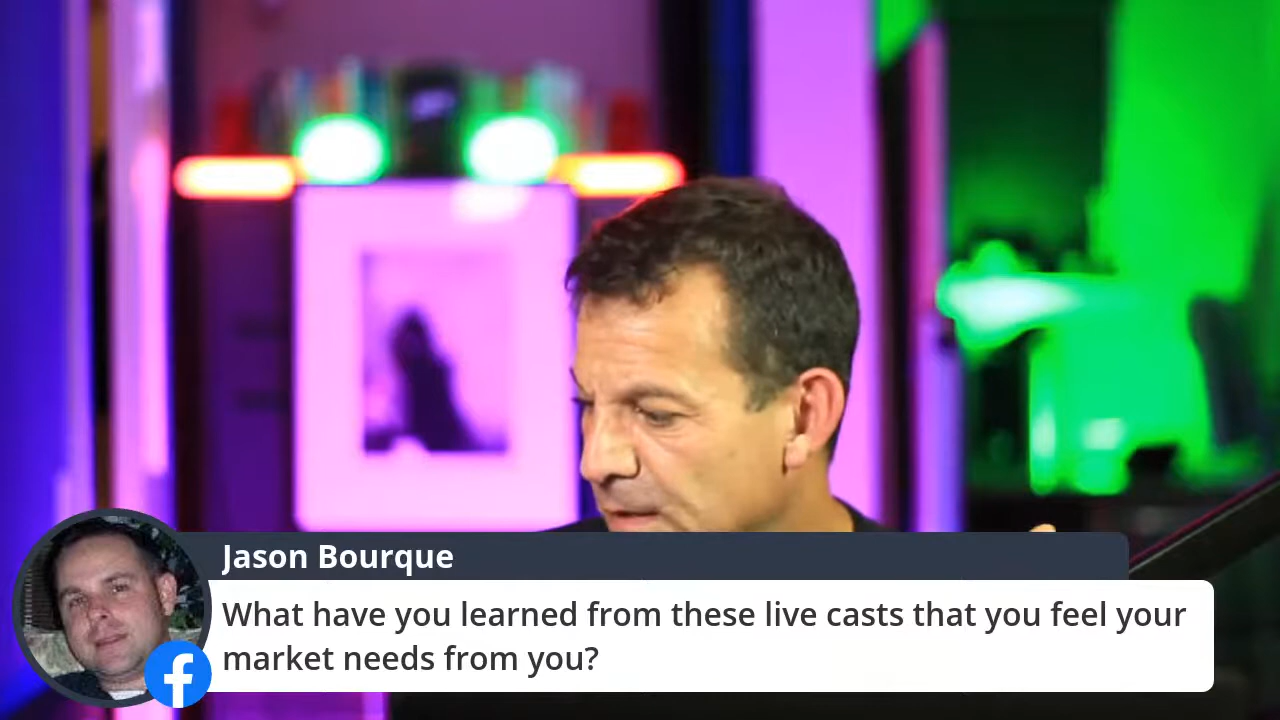 Jason Bourque
What have you learned from these live casts that you feel your
market needs from you?